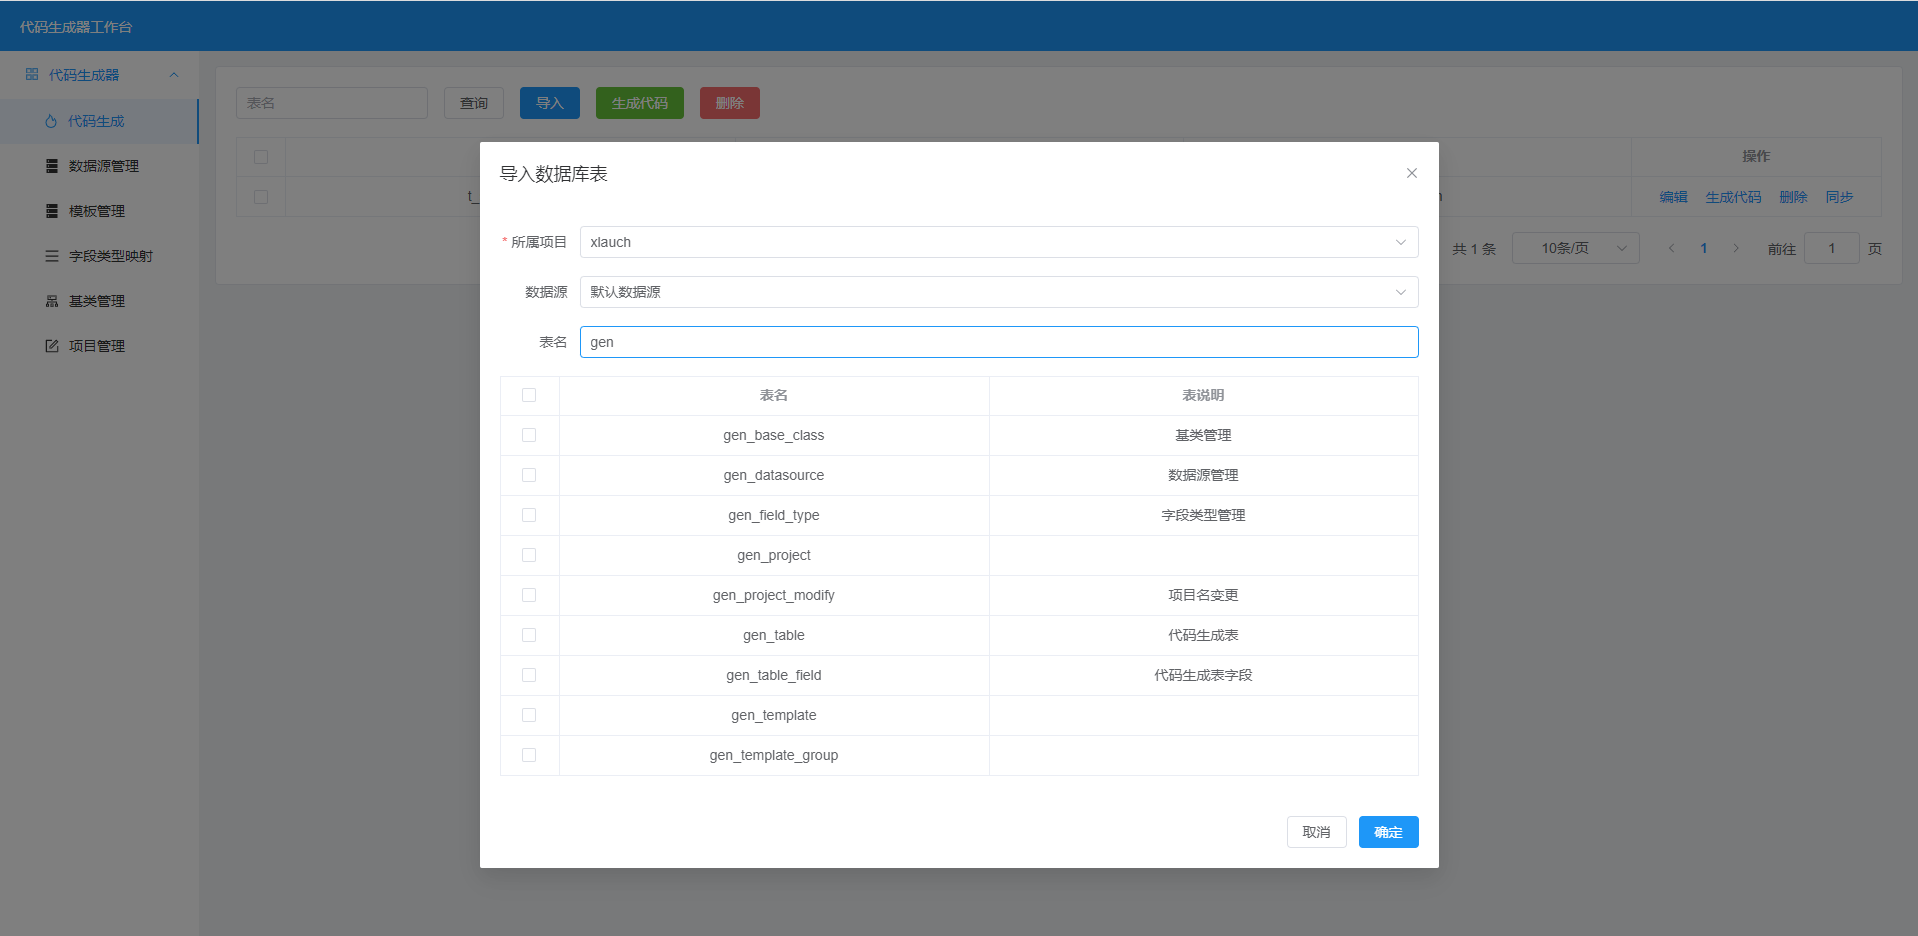 代码生成器工作台
代码生成器
代码生成
数据源管理
模板管理
字段类型映射
基类管理
项目管理
表名 查询 导入 生成代码 删除
操作
t_ 编辑 生成代码 删除 同步
共 1 条 10条/页 1 前往 1 页
导入数据库表
* 所属项目 xlauch
数据源 默认数据源
表名 gen
表名 表说明
gen_base_class 基类管理
gen_datasource 数据源管理
gen_field_type 字段类型管理
gen_project
gen_project_modify 项目名变更
gen_table 代码生成表
gen_table_field 代码生成表字段
gen_template
gen_template_group
取消 确定